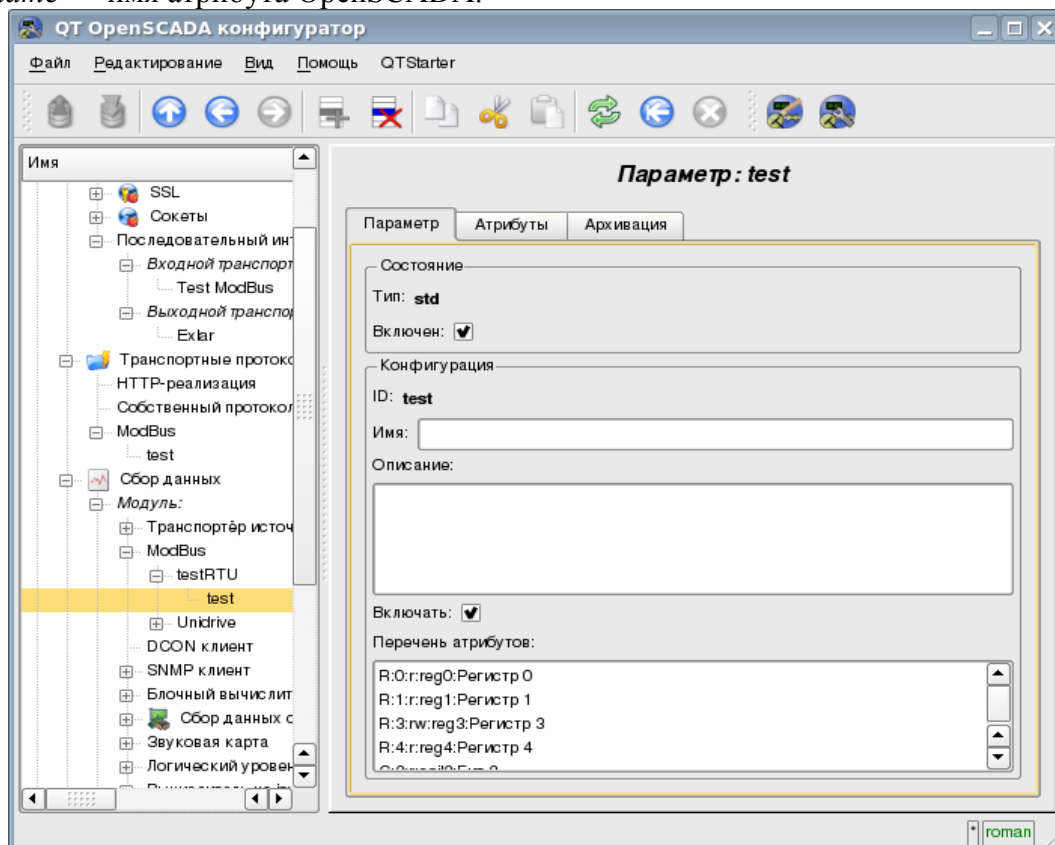 имя атрибута OpenSCADA.
QT OpenSCADA конфигуратор
Файл Редактирование Вид Помощь QTStarter
Имя
SSL
Сокеты
Последовательный инт
Входной транспорт
Test ModBus
Выходной транспор
Exlar
Транспортные протоко
HTTP-реализация
Собственный протокол
ModBus
test
Сбор данных
Модуль:
Транспортёр источ
ModBus
testRTU
test
Unidrive
DCON клиент
SNMP клиент
Блочный вычислит
Сбор данных с
Звуковая карта
Логический уровен
Параметр: test
Параметр Атрибуты Архивация
Состояние
Тип: std
Включен:
Конфигурация
ID: test
Имя:
Описание:
Включать:
Перечень атрибутов:
R:0:r:reg0:Регистр 0
R:1:r:reg1:Регистр 1
R:3:rw:reg3:Регистр 3
R:4:r:reg4:Регистр 4
* roman